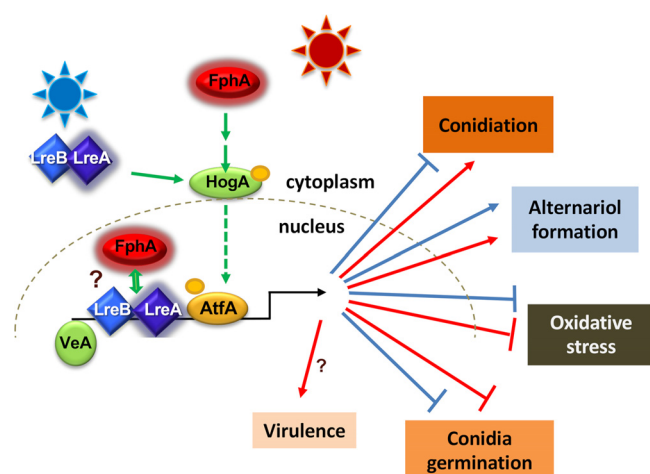 FphA
LreB LreA
HogA
cytoplasm
nucleus
FphA
?
LreB LreA
AtfA
VeA
?
Virulence
Conidiation
Alternariol
formation
Oxidative
stress
Conidia
germination